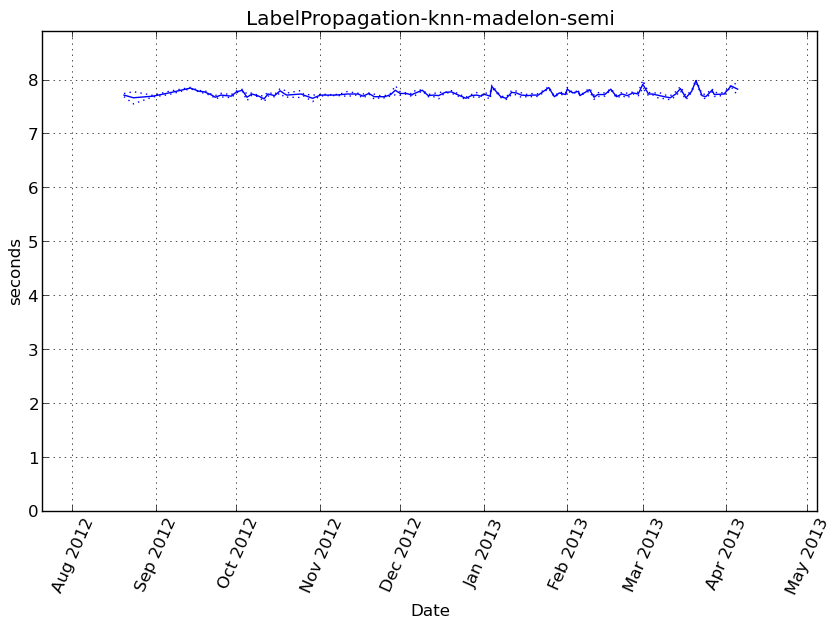 LabelPropagation-knn-madelon-semi
8
7
6
5
4
3
2
1
0
seconds
Aug 2012
Sep 2012
Oct 2012
Nov 2012
Dec 2012
Jan 2013
Feb 2013
Mar 2013
Apr 2013
May 2013
Date